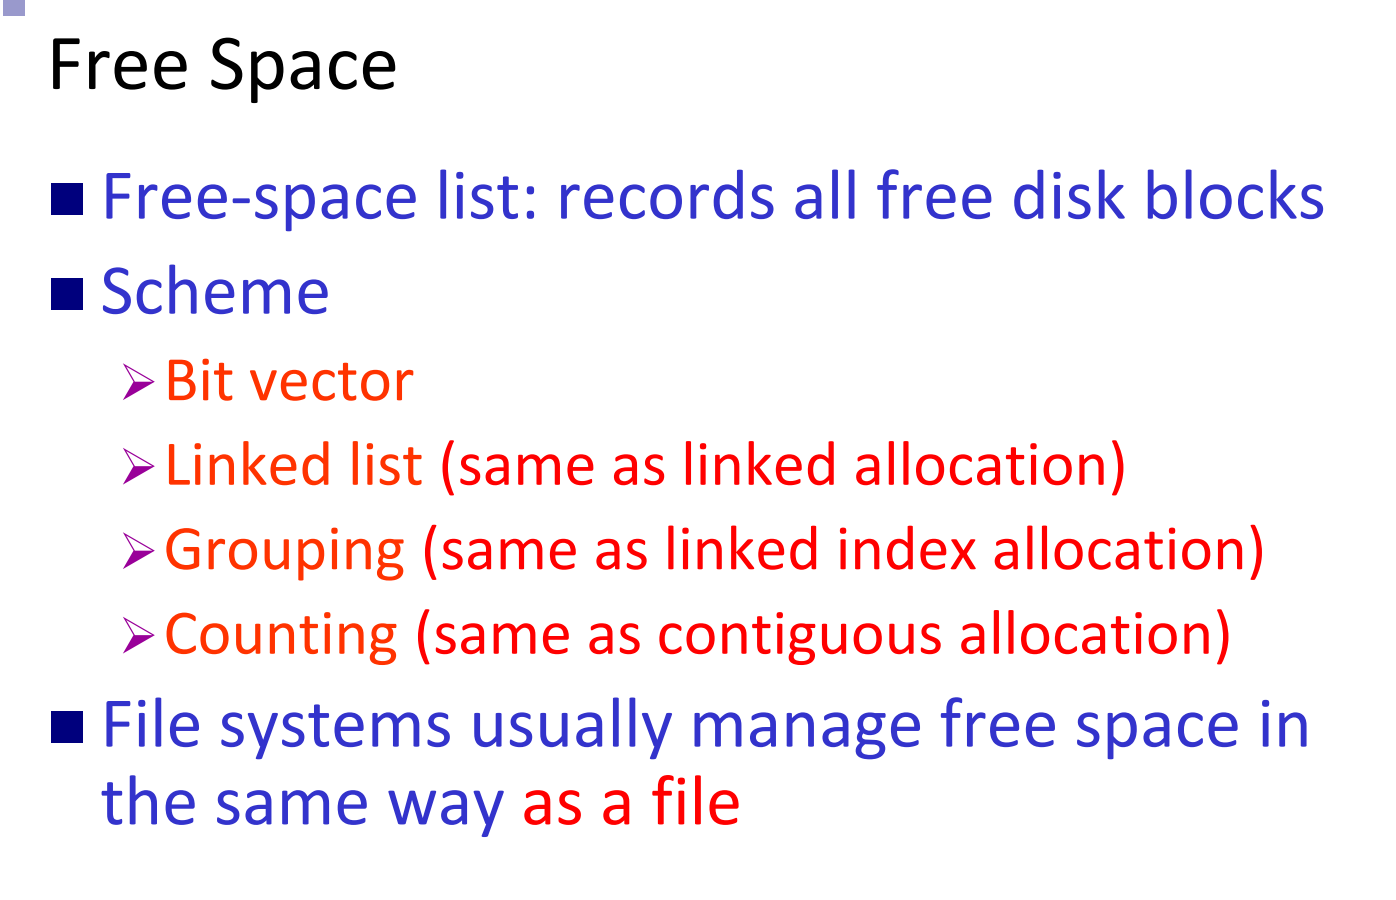 Free Space
Free-space list: records all free disk blocks
Scheme
Bit vector
Linked list (same as linked allocation)
Grouping (same as linked index allocation)
Counting (same as contiguous allocation)
File systems usually manage free space in
the same way as a file